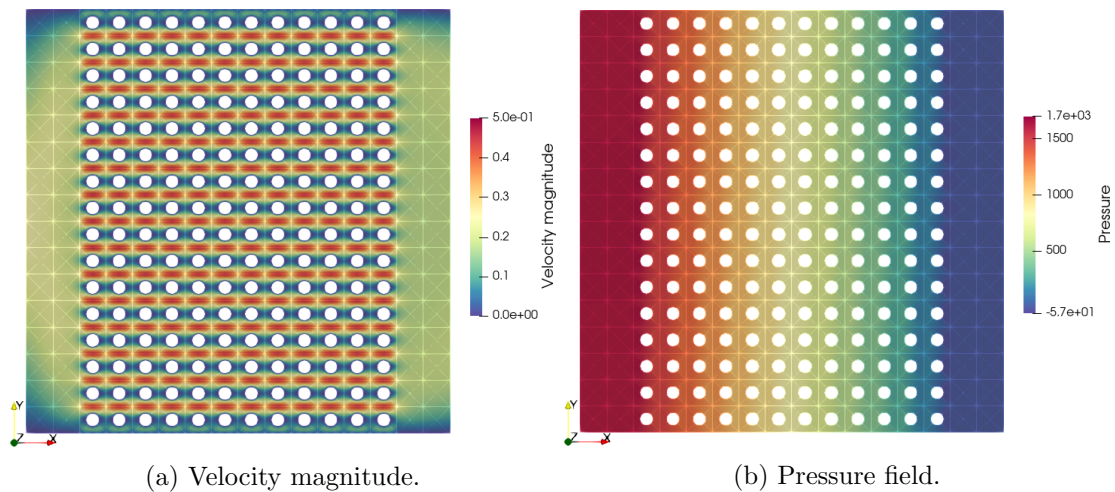 5.0e-01
0.4
0.3
0.2
0.1
0.0e+00
Velocity magnitude
Y
Z
X
(a) Velocity magnitude.
1.7e+03
1500
1000
500
-5.7e+01
Pressure
Y
Z
X
(b) Pressure field.